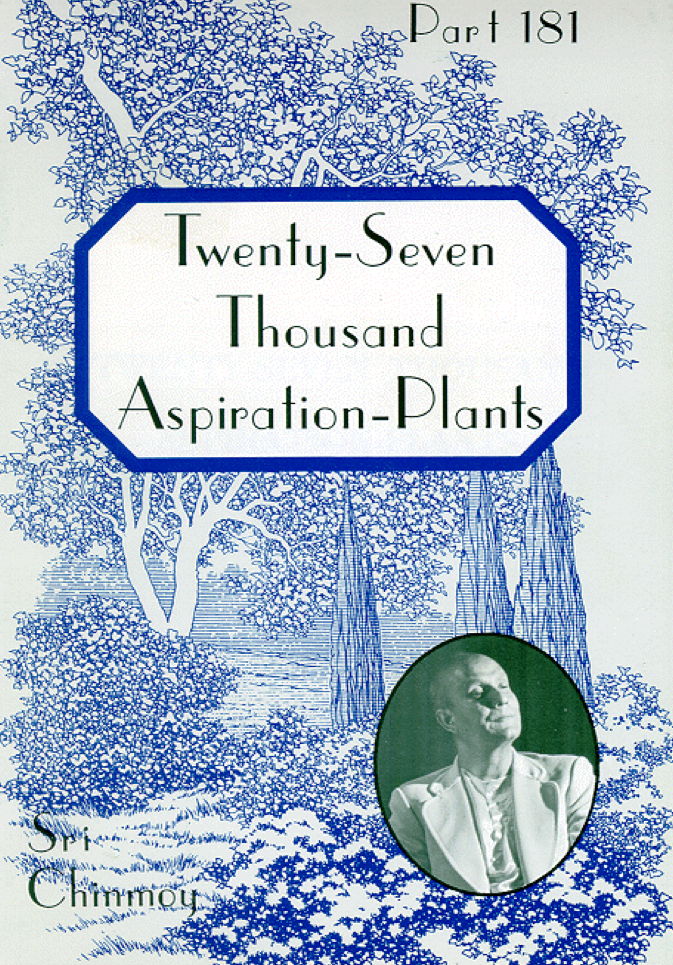 Part 181
Twenty-Seven
Thousand
Aspiration-Plants
Sri
Chinmoy